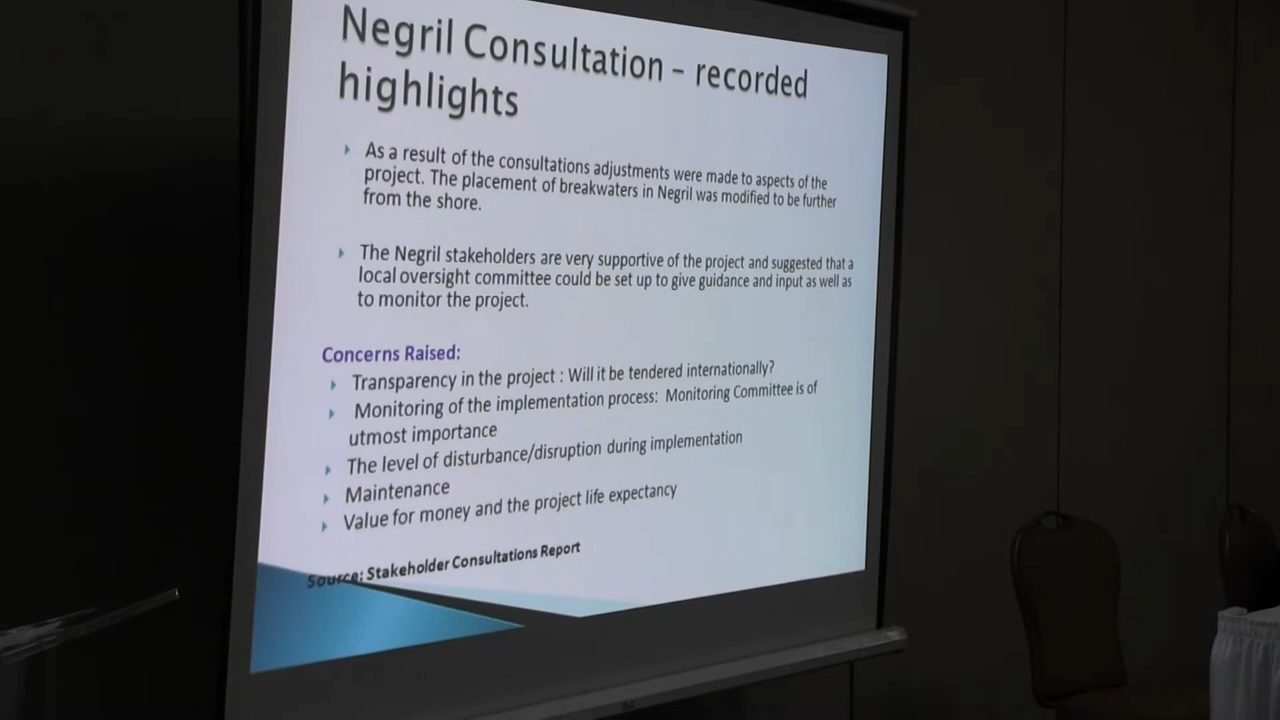 Negril Consultation – recorded
highlights
As a result of the consultations adjustments were made to aspects of the
project. The placement of breakwaters in Negril was modified to be further
from the shore.
The Negril stakeholders are very supportive of the project and suggested that a
local oversight committee could be set up to give guidance and input as well as
to monitor the project.
Concerns Raised:
Transparency in the project : Will it be tendered internationally?
Monitoring of the implementation process: Monitoring Committee is of
utmost importance
The level of disturbance/disruption during implementation
Maintenance
Value for money and the project life expectancy
Source: Stakeholder Consultations Report